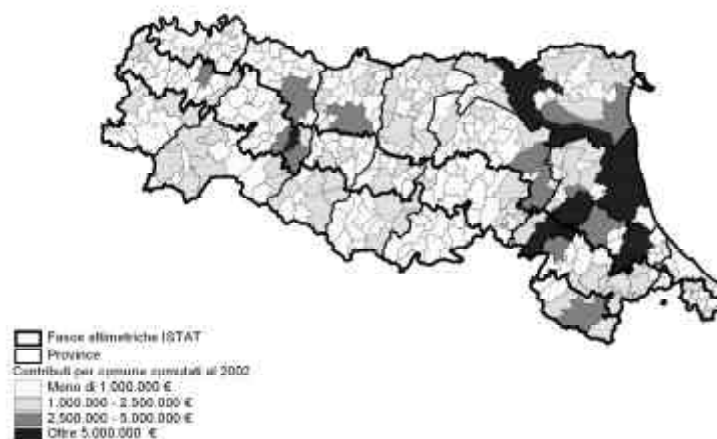 Fasce altimetriche ISTAT
Province
Contributi per comune cumulati al 2002
Meno di 1.000.000 €
1.000.000 - 2.500.000 €
2.500.000 - 5.000.000 €
Oltre 5.000.000 €